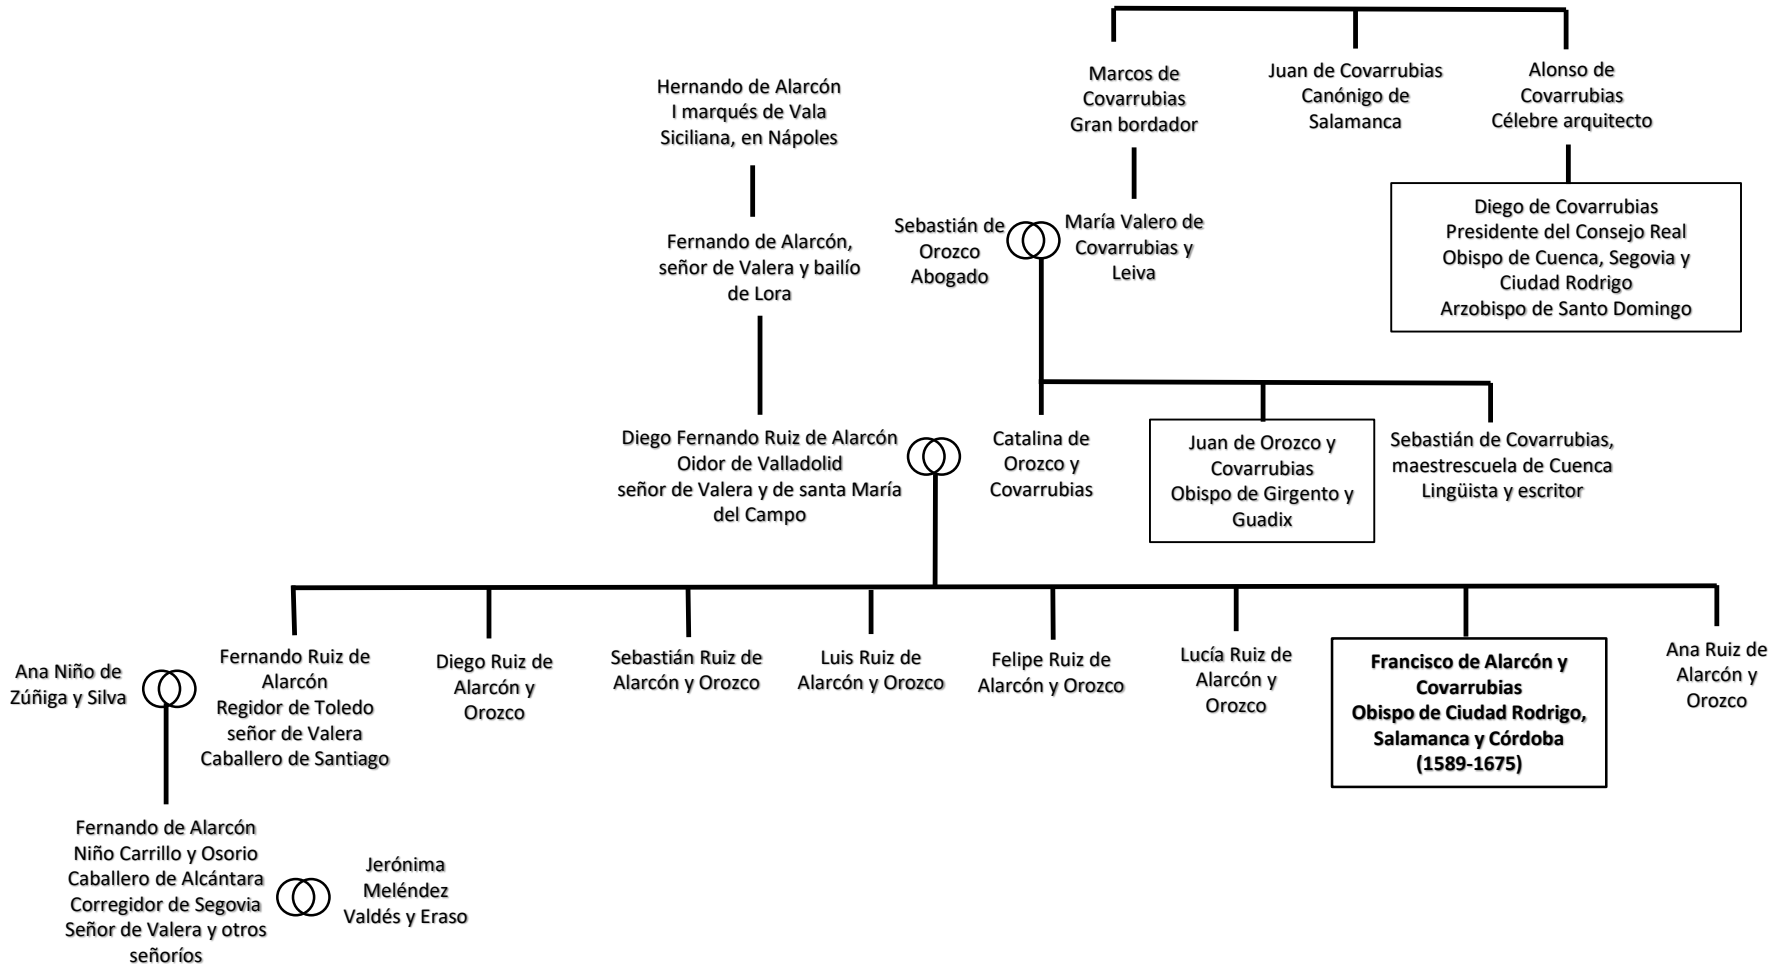 Marcos de
Covarrubias
Gran bordador
Juan de Covarrubias
Canónigo de
Salamanca
Alonso de
Covarrubias
Célebre arquitecto
Hernando de Alarcón
I marqués de Vala
Siciliana, en Nápoles
Diego de Covarrubias
Presidente del Consejo Real
Obispo de Cuenca, Segovia y
Ciudad Rodrigo
Arzobispo de Santo Domingo
Fernando de Alarcón,
señor de Valera y bailío
de Lora
Sebastián de
Orozco
Abogado
María Valero de
Covarrubias y
Leiva
Diego Fernando Ruiz de Alarcón
Oidor de Valladolid
señor de Valera y de santa María
del Campo
Catalina de
Orozco y
Covarrubias
Juan de Orozco y
Covarrubias
Obispo de Girgento y
Guadix
Sebastián de Covarrubias,
maestrescuela de Cuenca
Lingüista y escritor
Ana Niño de
Zúñiga y Silva
Fernando Ruiz de
Alarcón
Regidor de Toledo
señor de Valera
Caballero de Santiago
Diego Ruiz de
Alarcón y
Orozco
Sebastián Ruiz de
Alarcón y Orozco
Luis Ruiz de
Alarcón y Orozco
Felipe Ruiz de
Alarcón y Orozco
Lucía Ruiz de
Alarcón y
Orozco
Francisco de Alarcón y
Covarrubias
Obispo de Ciudad Rodrigo,
Salamanca y Córdoba
(1589-1675)
Ana Ruiz de
Alarcón y
Orozco
Fernando de Alarcón
Niño Carrillo y Osorio
Caballero de Alcántara
Corregidor de Segovia
Señor de Valera y otros
señoríos
Jerónima
Meléndez
Valdés y Eraso